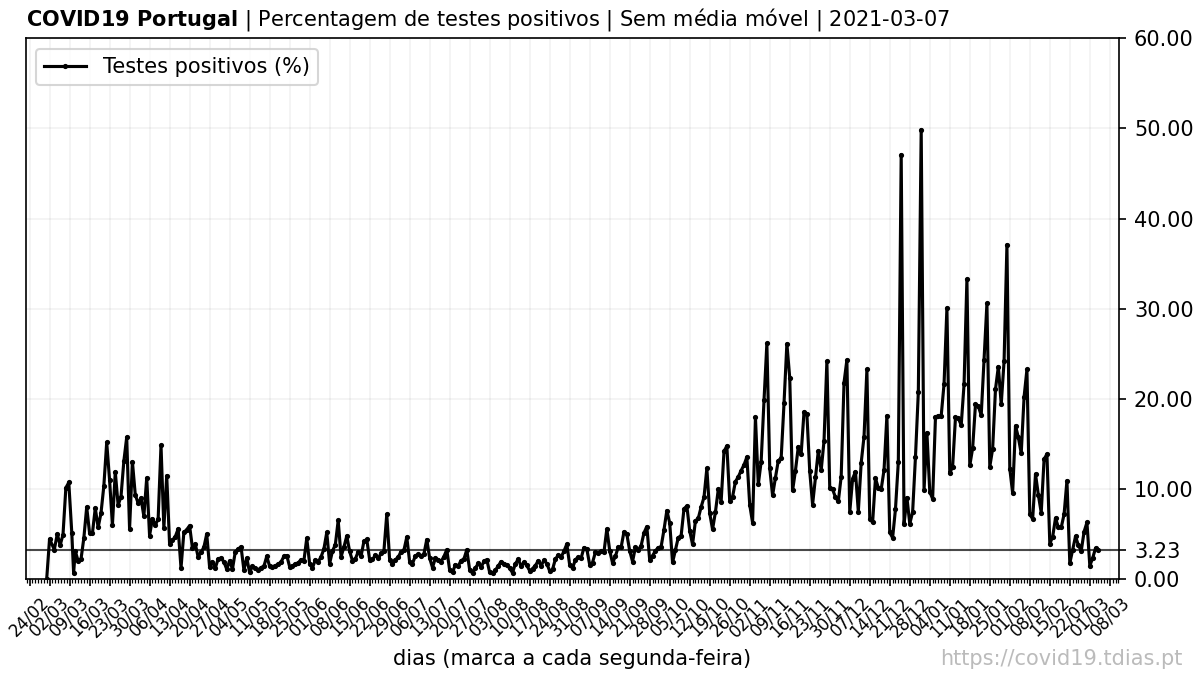 COVID19 Portugal | Percentagem de testes positivos | Sem média móvel | 2021-03-07
Testes positivos (%)
60.00
50.00
40.00
30.00
20.00
10.00
3.23
0.00
24/02 02/03 09/03 16/03 23/03 30/03 06/04 13/04 20/04 27/04 04/05 11/05 18/05 25/05 01/06 08/06 15/06 22/06 29/06 06/07 13/07 20/07 27/07 03/08 10/08 17/08 24/08 31/08 07/09 14/09 21/09 28/09 05/10 12/10 19/10 26/10 02/11 09/11 16/11 23/11 30/11 07/12 14/12 21/12 28/12 04/01 11/01 18/01 25/01 01/02 08/02 15/02 22/02 01/03 08/03
dias (marca a cada segunda-feira)
https://covid19.tdias.pt